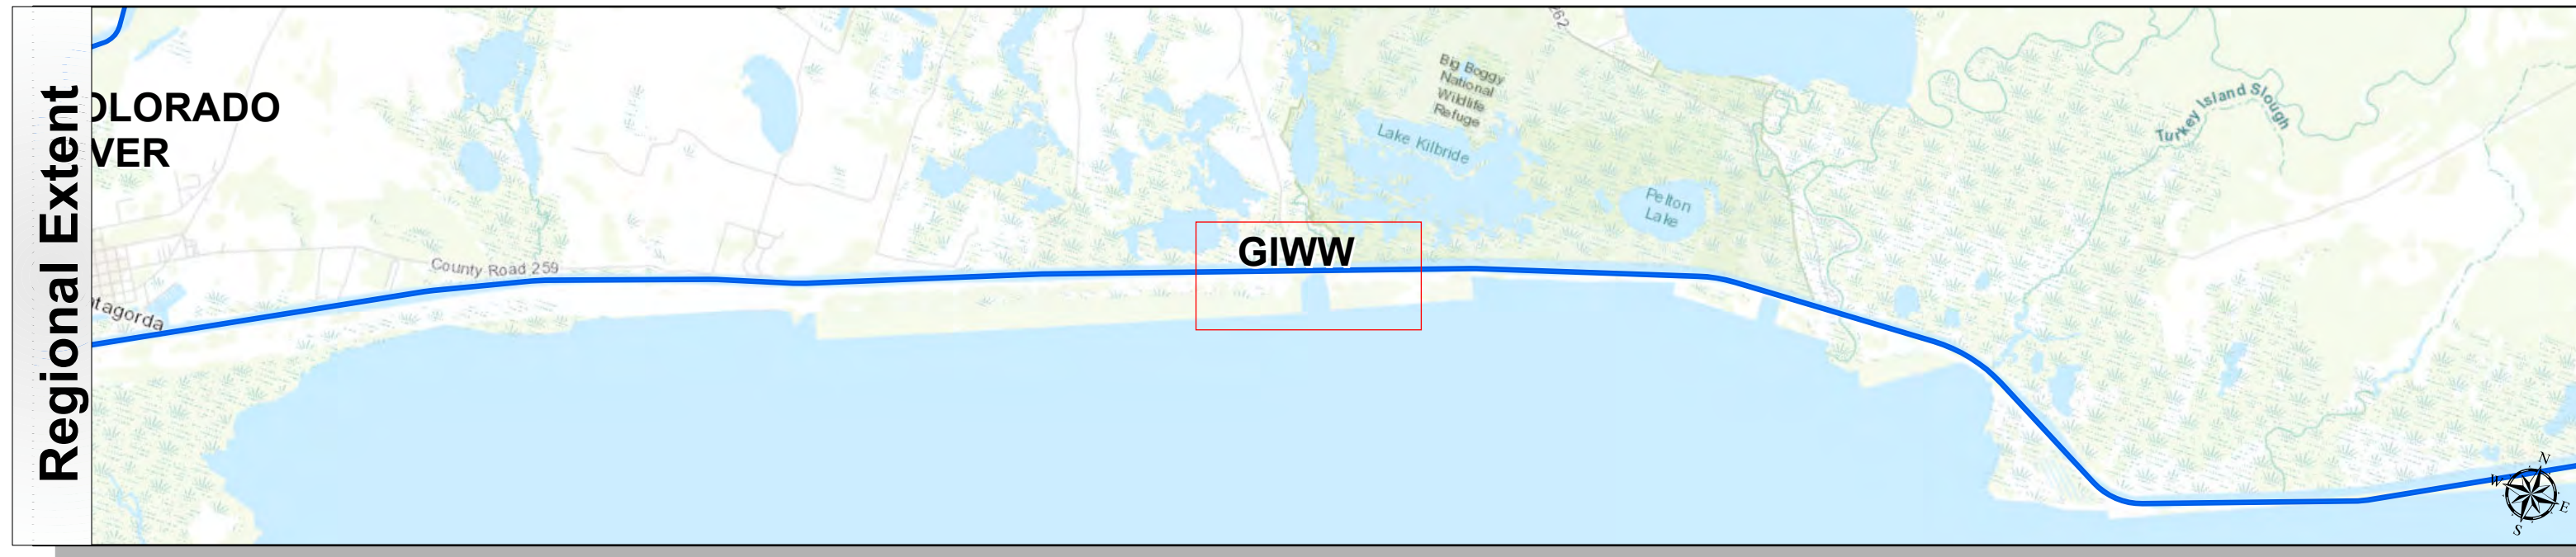 Regional Extent
OLORADO
VER
262
Big Boggy
National
Wildlife
Refuge
Lake Kilbride
Turkey Island Slough
Pelton
Lake
GIWW
County Road 259
tagorda
N
W
E
S